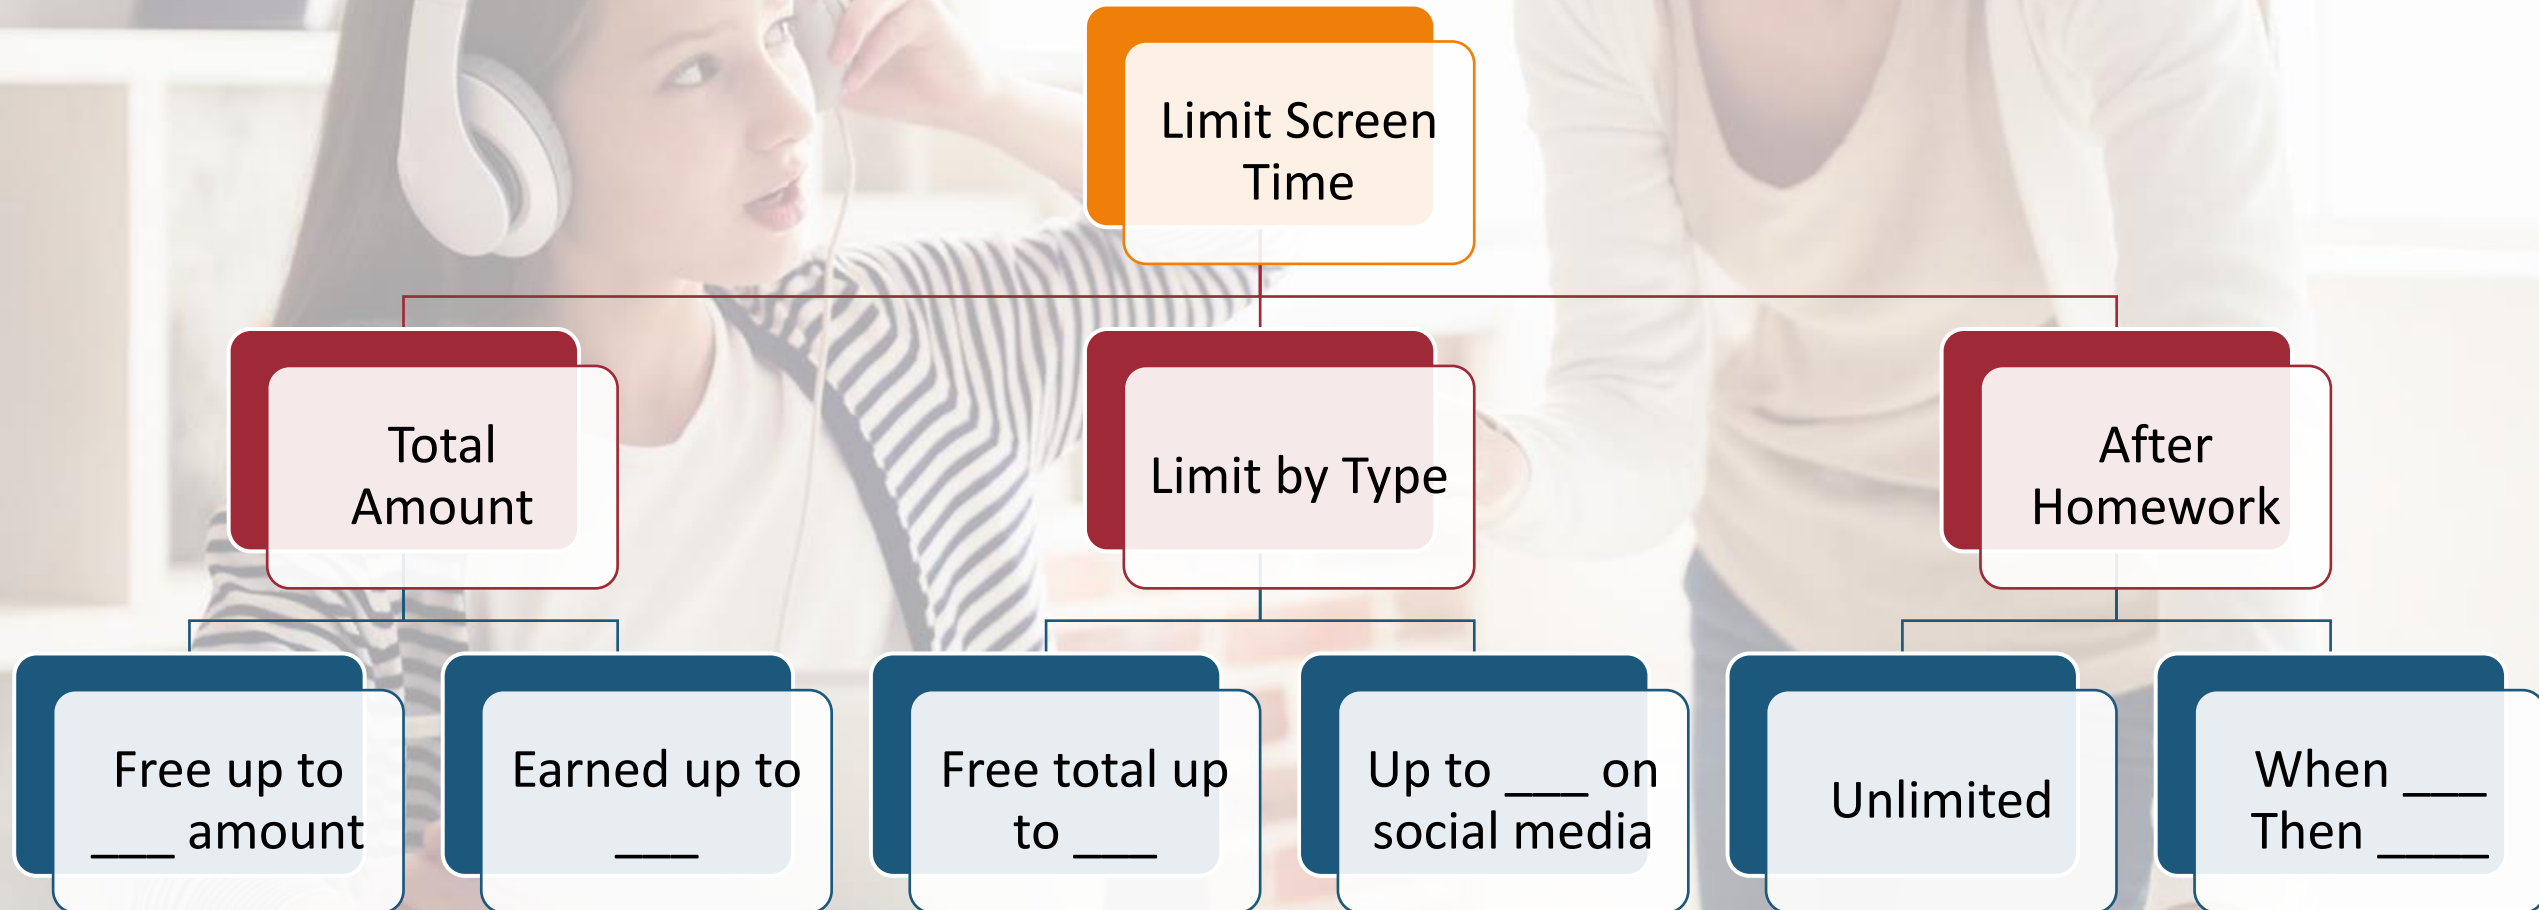 Limit Screen
Time
Total
Amount
Limit by Type
After
Homework
Free up to
___ amount
Earned up to
___
Free total up
to ___
Up to ___ on
social media
Unlimited
When ___
Then ____